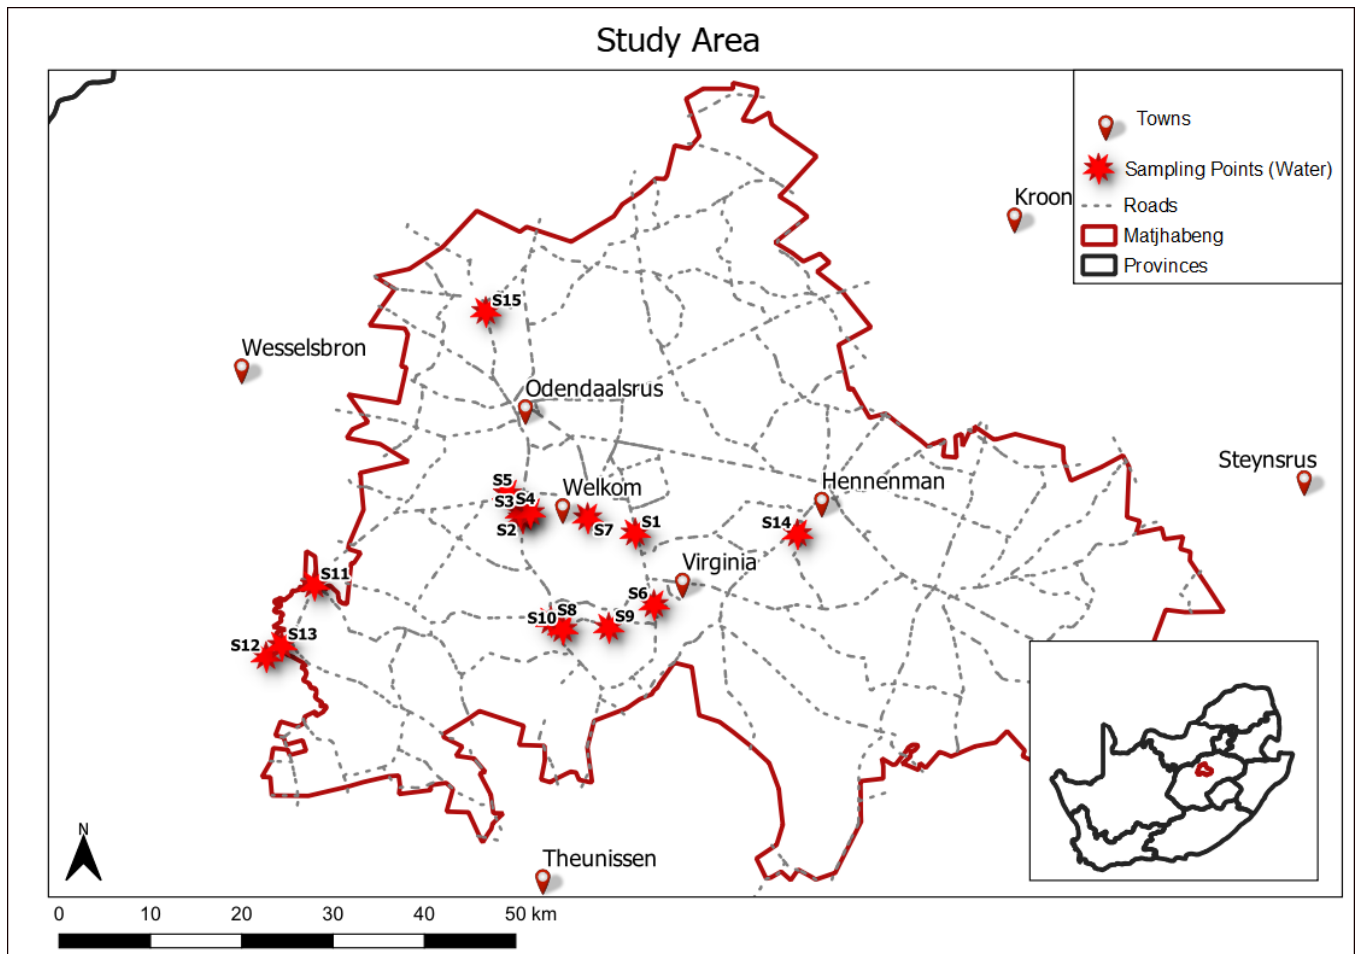 Study Area
Towns
Sampling Points (Water)
Roads
Matjhabeng
Provinces
Kroon
S15
Wesselsbron
Odendaalsrus
Steynsrus
S5
Welkom
Hennenman
S3 S4
S2
S7
S1
S14
Virginia
S11
S6
S10 S8
S9
S12
S13
N
Theunissen
0 10 20 30 40 50 km